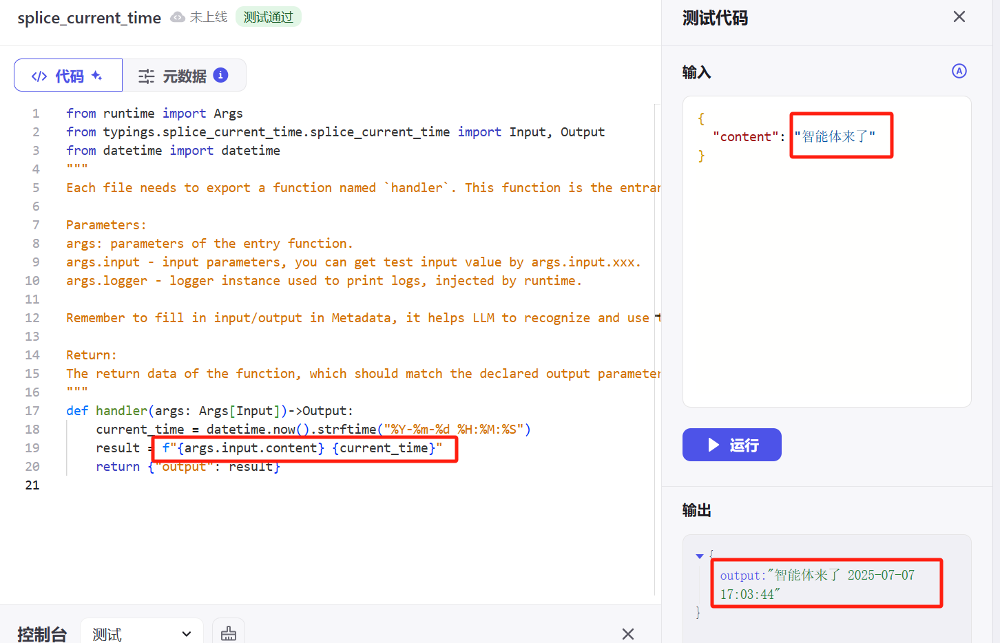 splice_current_time 未上线 测试通过
代码 元数据
1 from runtime import Args
2 from typings.splice_current_time.splice_current_time import Input, Output
3 from datetime import datetime
4 """
5 Each file needs to export a function named `handler`. This function is the
6
7 Parameters:
8 args: parameters of the entry function.
9 args.input - input parameters, you can get test input value by args.input.xxx.
10 args.logger - logger instance used to print logs, injected by runtime.
11
12 Remember to fill in input/output in Metadata, it helps LLM to recognize and use
13
14 Return:
15 The return data of the function, which should match the declared output
16 """
17 def handler(args: Args[Input])->Output:
18 current_time = datetime.now().strftime("%Y-%m-%d %H:%M:%S")
19 result = f"{args.input.content} {current_time}"
20 return {"output": result}
21
控制台 测试
测试代码
输入
{
"content": "智能体来了"
}
运行
输出
{
output:"智能体来了 2025-07-07
17:03:44"
}